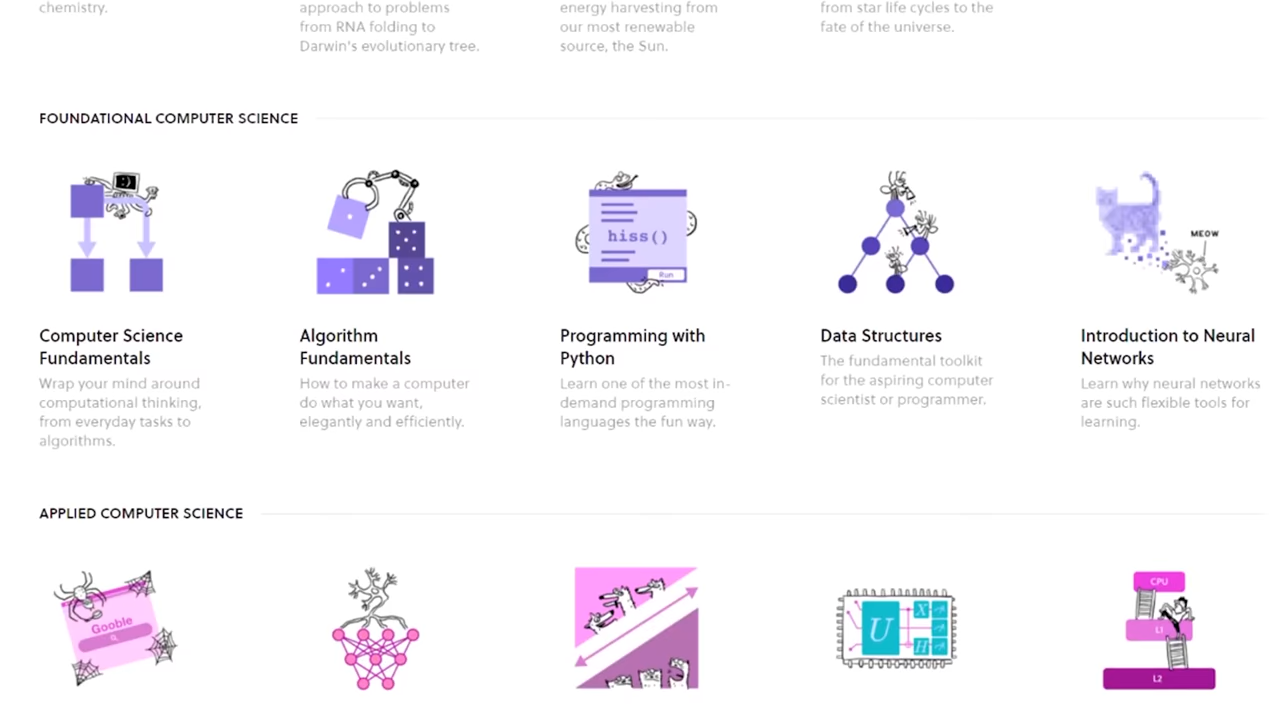 chemistry.
approach to problems
from RNA folding to
Darwin's evolutionary tree.
energy harvesting from
our most renewable
source, the Sun.
from star life cycles to the
fate of the universe.
FOUNDATIONAL COMPUTER SCIENCE
hiss()
Run
MEOW
Computer Science
Fundamentals
Wrap your mind around
computational thinking,
from everyday tasks to
algorithms.
Algorithm
Fundamentals
How to make a computer
do what you want,
elegantly and efficiently.
Programming with
Python
Learn one of the most in-
demand programming
languages the fun way.
Data Structures
The fundamental toolkit
for the aspiring computer
scientist or programmer.
Introduction to Neural
Networks
Learn why neural networks
are such flexible tools for
learning.
APPLIED COMPUTER SCIENCE
Gooble
U
X
H
CPU
L1
L2